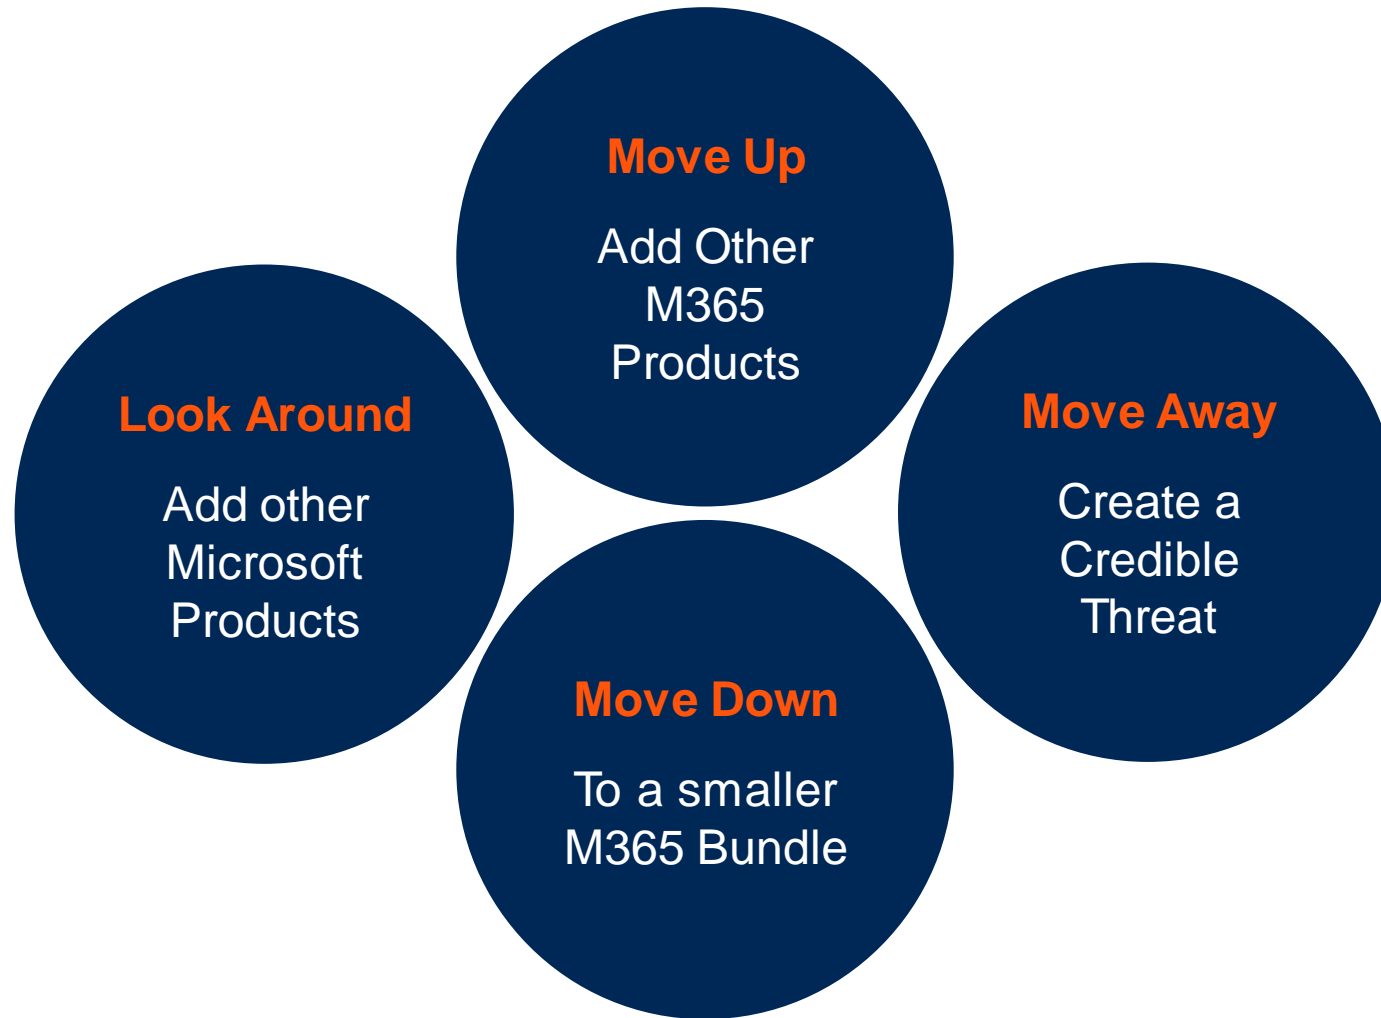 Move Up
Add Other
M365
Products
Look Around
Add other
Microsoft
Products
Move Away
Create a
Credible
Threat
Move Down
To a smaller
M365 Bundle